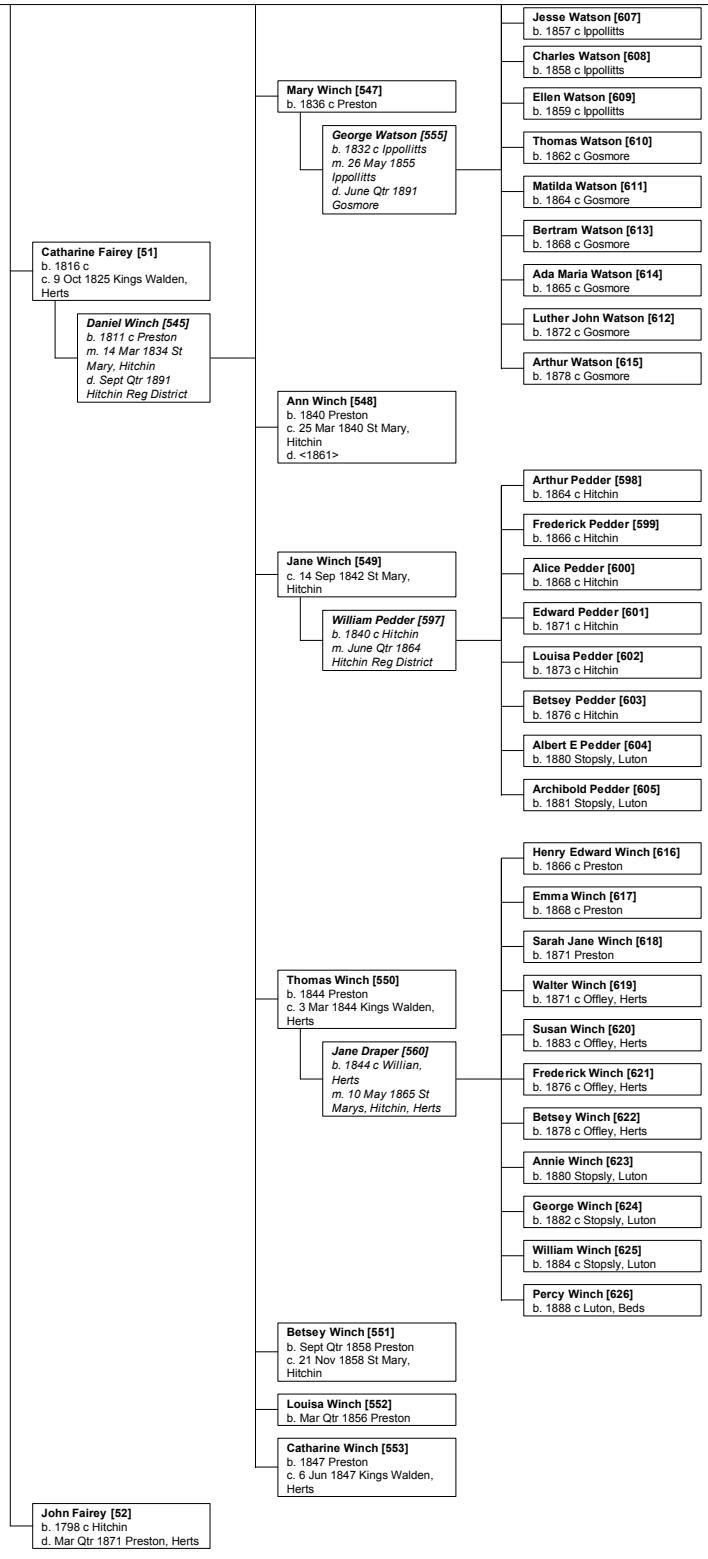 Catharine Fairey [51]
b. 1816 c
c. 9 Oct 1825 Kings Walden,
Herts
Daniel Winch [545]
b. 1811 c Preston
m. 14 Mar 1834 St
Mary, Hitchin
d. Sept Qtr 1891
Hitchin Reg District
Mary Winch [547]
b. 1836 c Preston
George Watson [555]
b. 1832 c Ippollitts
m. 26 May 1855
Ippollitts
d. June Qtr 1891
Gosmore
Jesse Watson [607]
b. 1857 c Ippollitts
Charles Watson [608]
b. 1858 c Ippollitts
Ellen Watson [609]
b. 1859 c Ippollitts
Thomas Watson [610]
b. 1862 c Gosmore
Matilda Watson [611]
b. 1864 c Gosmore
Bertram Watson [613]
b. 1868 c Gosmore
Ada Maria Watson [614]
b. 1865 c Gosmore
Luther John Watson [612]
b. 1872 c Gosmore
Arthur Watson [615]
b. 1878 c Gosmore
Ann Winch [548]
b. 1840 Preston
c. 25 Mar 1840 St Mary,
Hitchin
d. <1861>
Jane Winch [549]
c. 14 Sep 1842 St Mary,
Hitchin
William Pedder [597]
b. 1840 c Hitchin
m. June Qtr 1864
Hitchin Reg District
Arthur Pedder [598]
b. 1864 c Hitchin
Frederick Pedder [599]
b. 1866 c Hitchin
Alice Pedder [600]
b. 1868 c Hitchin
Edward Pedder [601]
b. 1871 c Hitchin
Louisa Pedder [602]
b. 1873 c Hitchin
Betsey Pedder [603]
b. 1876 c Hitchin
Albert E Pedder [604]
b. 1880 Stopsly, Luton
Archibold Pedder [605]
b. 1881 Stopsly, Luton
Thomas Winch [550]
b. 1844 Preston
c. 3 Mar 1844 Kings Walden,
Herts
Jane Draper [560]
b. 1844 c Willian,
Herts
m. 10 May 1865 St
Marys, Hitchin, Herts
Henry Edward Winch [616]
b. 1866 c Preston
Emma Winch [617]
b. 1868 c Preston
Sarah Jane Winch [618]
b. 1871 Preston
Walter Winch [619]
b. 1871 c Offley, Herts
Susan Winch [620]
b. 1883 c Offley, Herts
Frederick Winch [621]
b. 1876 c Offley, Herts
Betsey Winch [622]
b. 1878 c Offley, Herts
Annie Winch [623]
b. 1880 Stopsly, Luton
George Winch [624]
b. 1882 c Stopsly, Luton
William Winch [625]
b. 1884 c Stopsly, Luton
Percy Winch [626]
b. 1888 c Luton, Beds
Betsey Winch [551]
b. Sept Qtr 1858 Preston
c. 21 Nov 1858 St Mary,
Hitchin
Louisa Winch [552]
b. Mar Qtr 1856 Preston
Catharine Winch [553]
b. 1847 Preston
c. 6 Jun 1847 Kings Walden,
Herts
John Fairey [52]
b. 1798 c Hitchin
d. Mar Qtr 1871 Preston, Herts